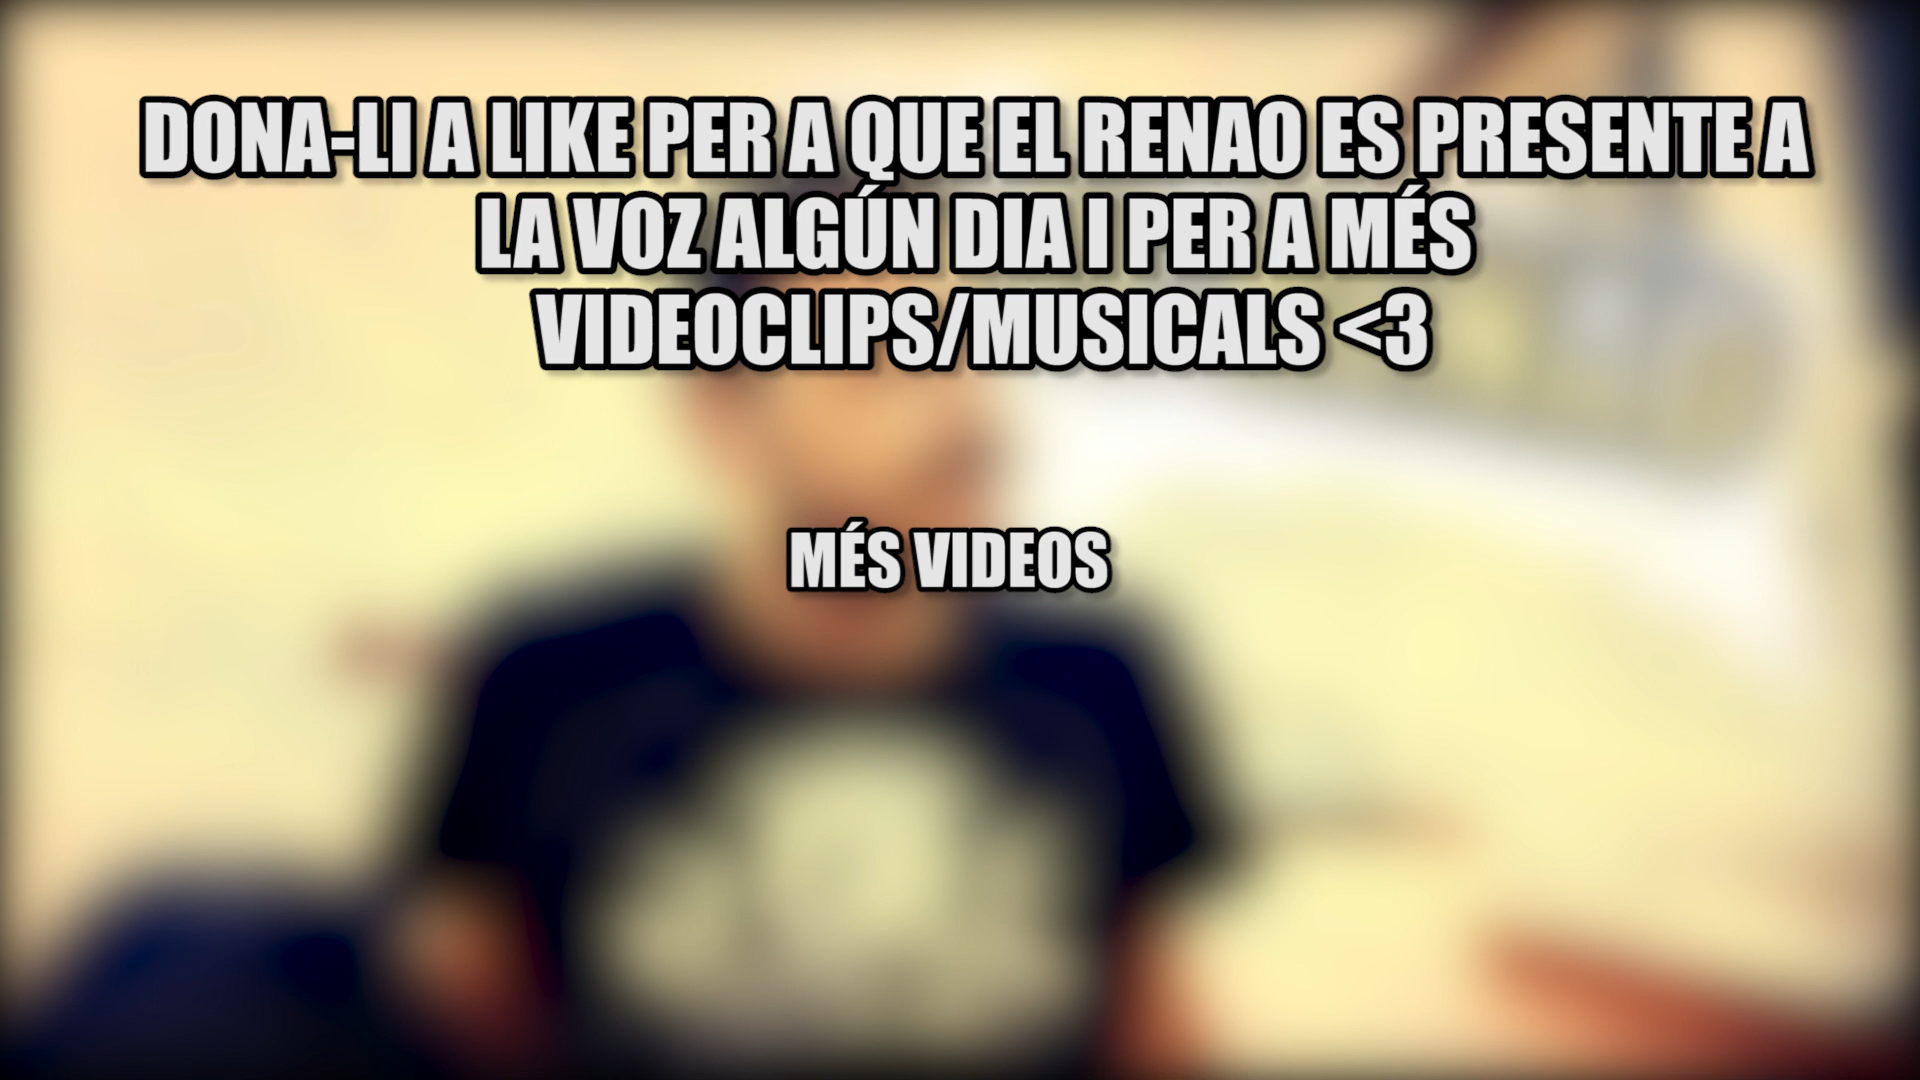 DONA-LI A LIKE PER A QUE EL RENAO ES PRESENTE A
LA VOZ ALGÚN DIA I PER A MÉS
VIDEOCLIPS/MUSICALS <3
MÉS VIDEOS